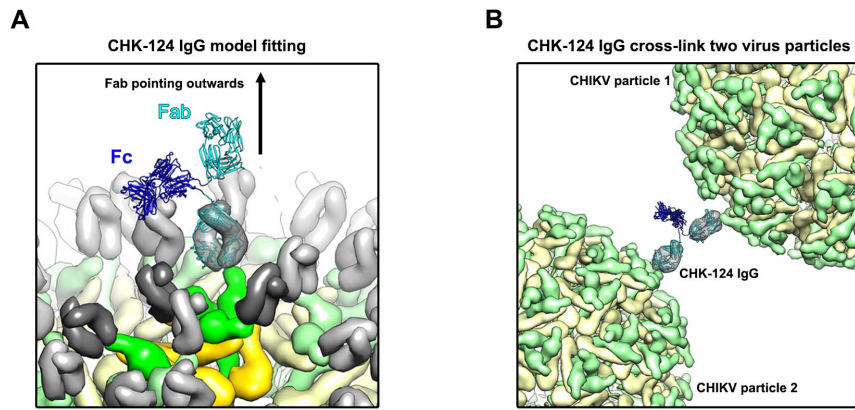 A
CHK-124 IgG model fitting
Fab pointing outwards
Fab
Fc
B
CHK-124 IgG cross-link two virus particles
CHIKV particle 1
CHK-124 IgG
CHIKV particle 2